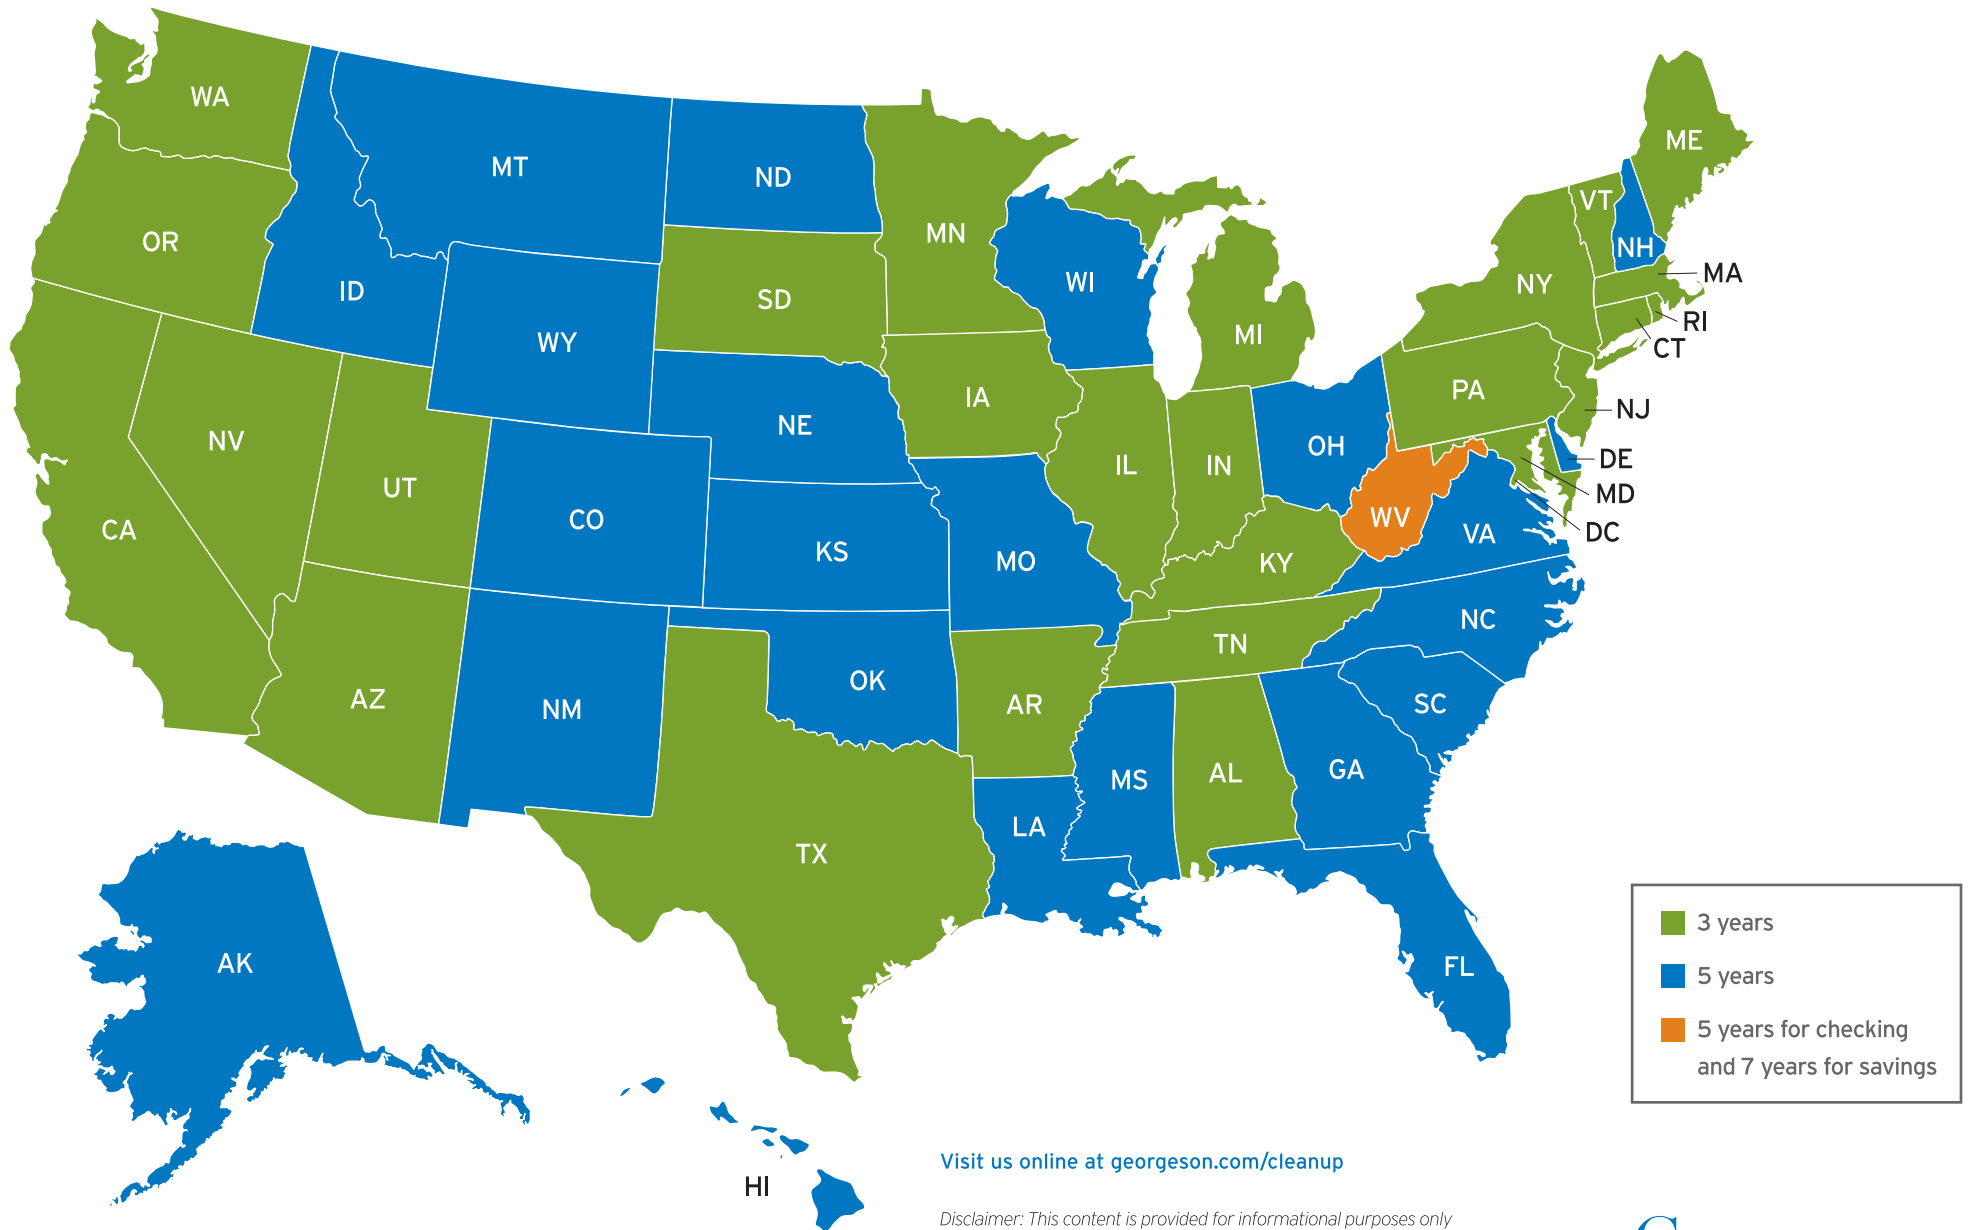 WA
MT
ND
MN
ME
VT
NH
OR
ID
WY
SD
WI
MI
NY
MA
RI
CT
NV
UT
NE
IA
IL
IN
OH
PA
NJ
DE
MD
DC
CA
CO
KS
MO
KY
WV
VA
AZ
NM
OK
AR
TN
NC
SC
TX
LA
MS
AL
GA
FL
AK
HI
3 years
5 years
5 years for checking
and 7 years for savings
Visit us online at georgeson.com/cleanup
Disclaimer: This content is provided for informational purposes only